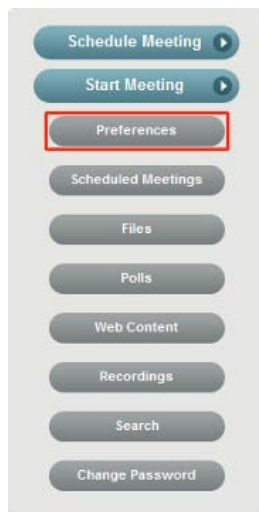 Schedule Meeting
Start Meeting
Preferences
Scheduled Meetings
Files
Polls
Web Content
Recordings
Search
Change Password